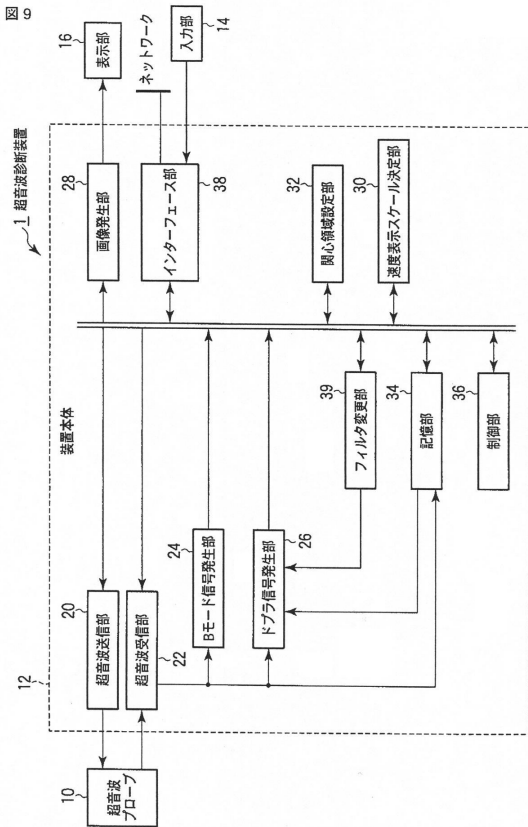 図 9
1 超音波診断装置
16
表示部
ネットワーク
14
入力部
28
画像発生部
38
インターフェース部
32
関心領域設定部
30
速度表示スケール決定部
装置本体
12
20
超音波送信部
22
超音波受信部
24
Bモード信号発生部
26
ドプラ信号発生部
39
フィルタ変更部
34
記憶部
36
制御部
10
超音波
プローブ